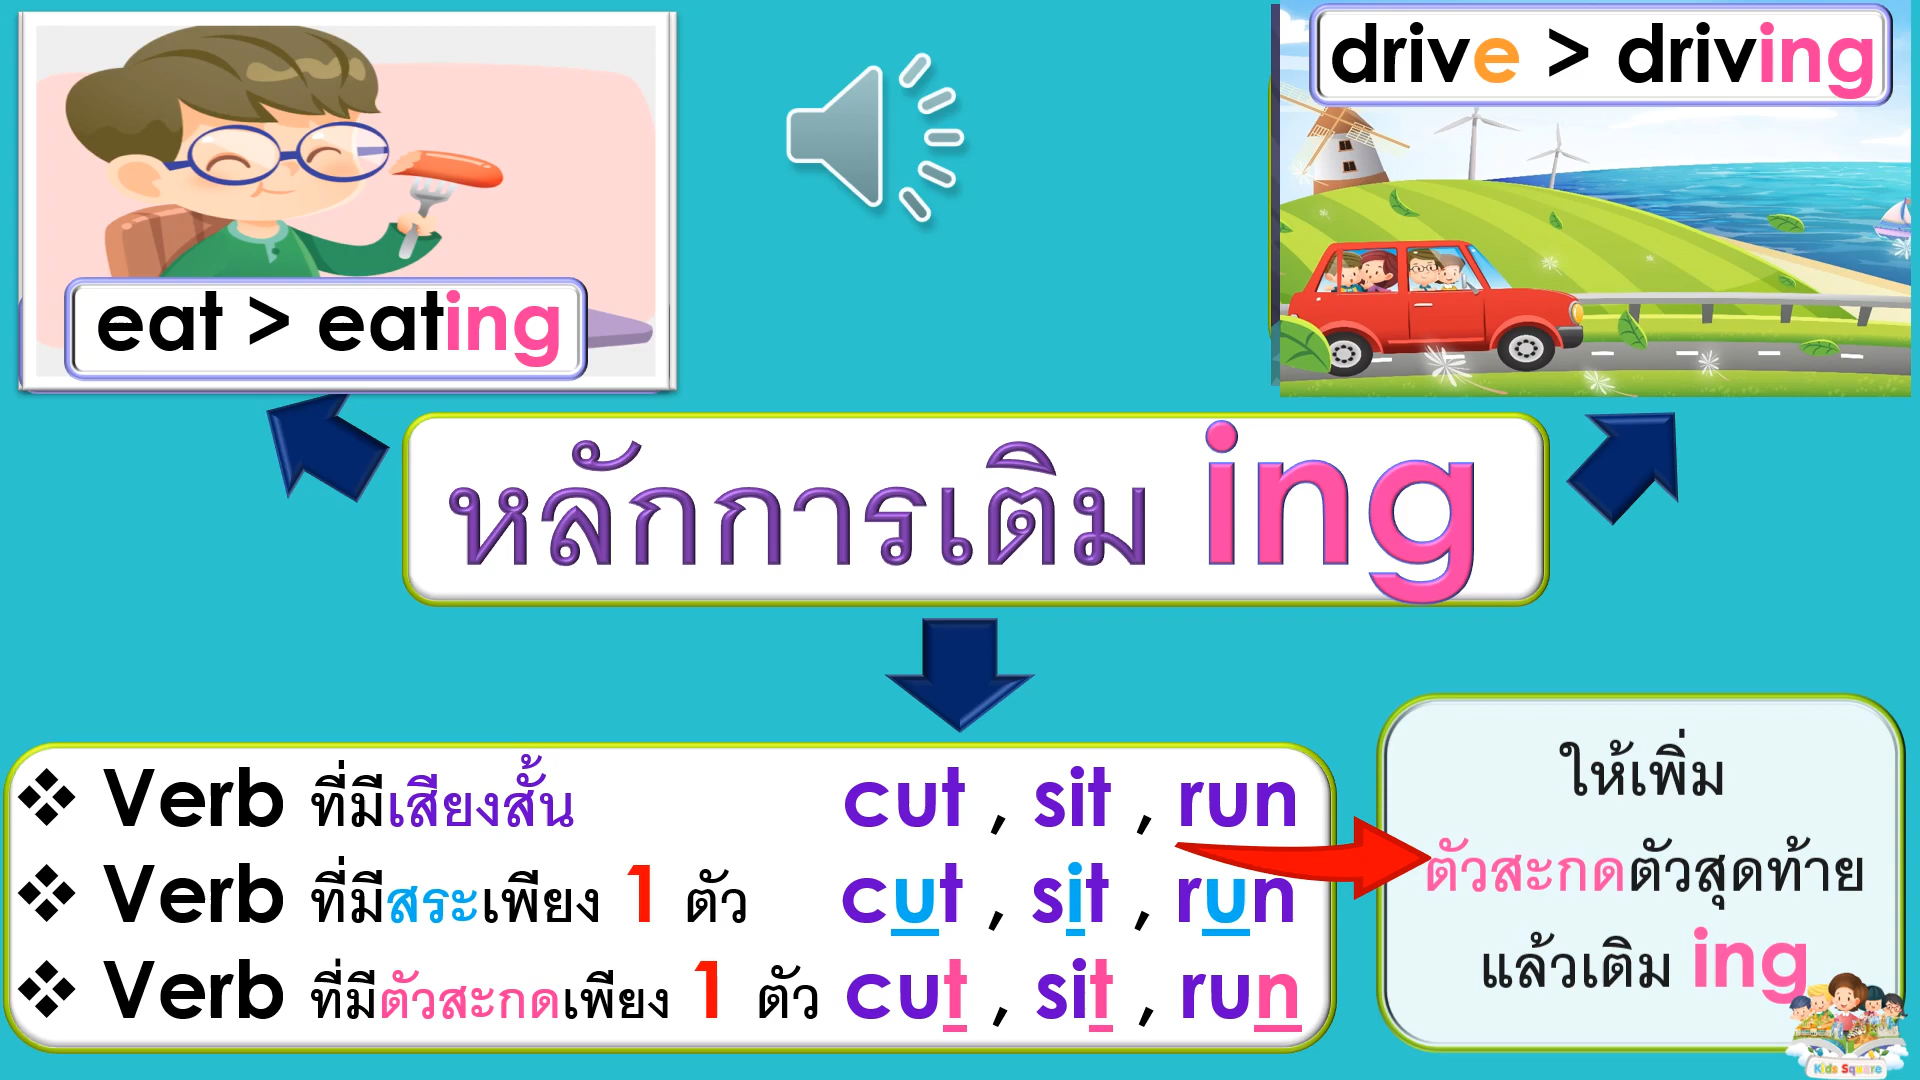 eat > eating
drive > driving
หลักการเติม ing
❖ Verb ที่มีเสียงสั้น cut , sit , run
❖ Verb ที่มีสระเพียง 1 ตัว cut , sit , run
❖ Verb ที่มีตัวสะกดเพียง 1 ตัว cut , sit , run
ให้เพิ่ม
ตัวสะกดตัวสุดท้าย
แล้วเติม ing
Kids Square